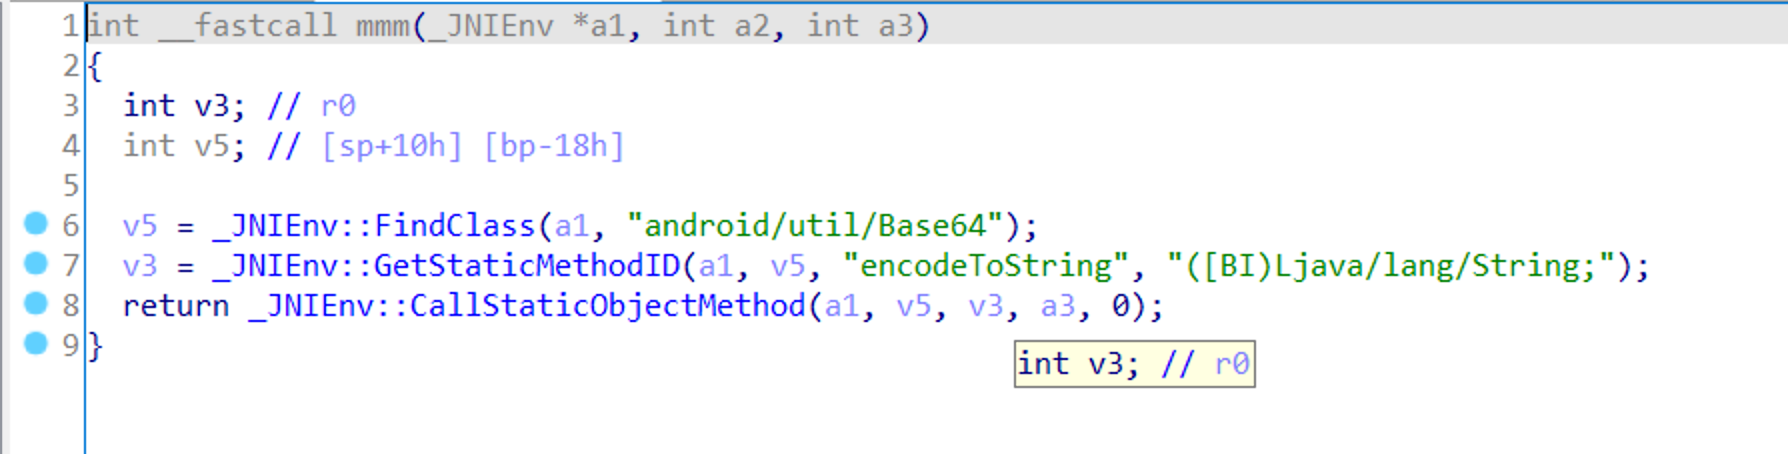 1 int __fastcall mmm(_JNIEnv *a1, int a2, int a3)
2 {
3 int v3; // r0
4 int v5; // [sp+10h] [bp-18h]
5
6 v5 = _JNIEnv::FindClass(a1, "android/util/Base64");
7 v3 = _JNIEnv::GetStaticMethodID(a1, v5, "encodeToString", "([BI)Ljava/lang/String;");
8 return _JNIEnv::CallStaticObjectMethod(a1, v5, v3, a3, 0);
9 }
int v3; // r0